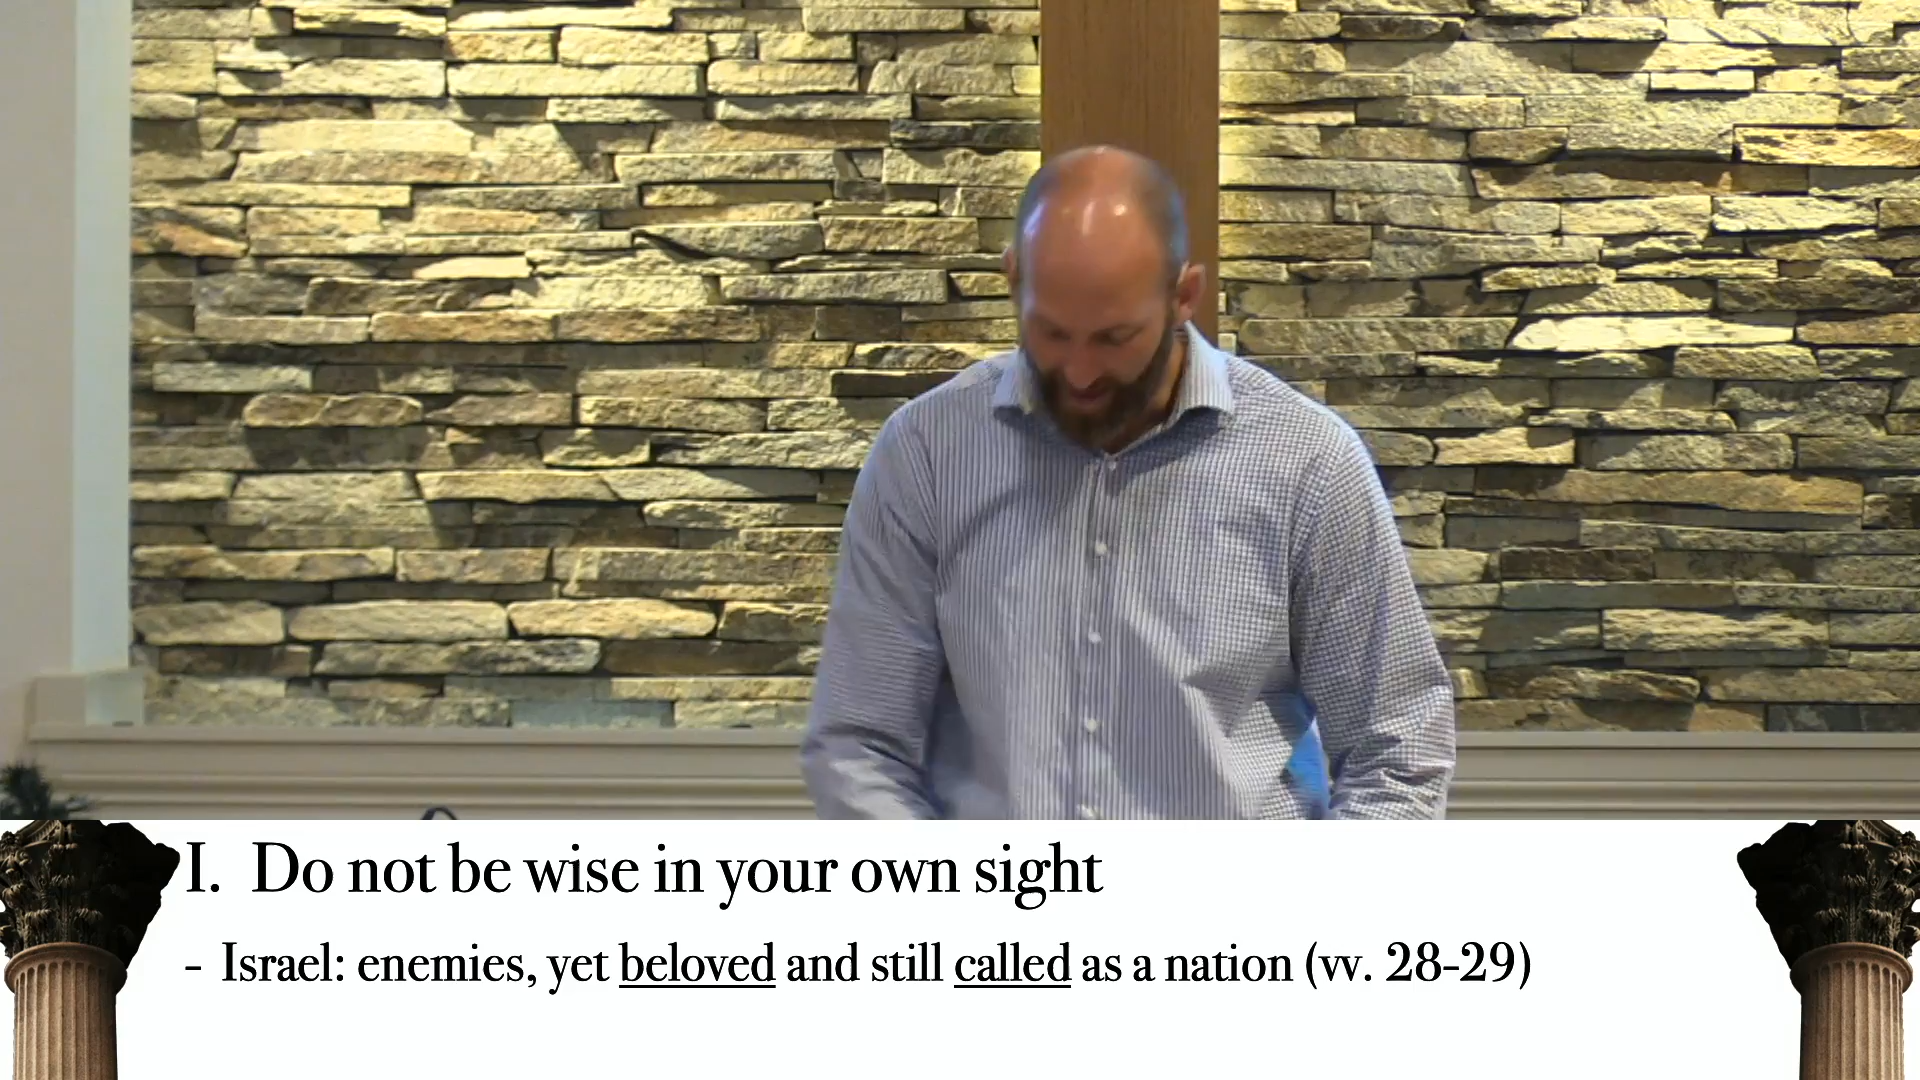 I. Do not be wise in your own sight
- Israel: enemies, yet beloved and still called as a nation (vv. 28-29)